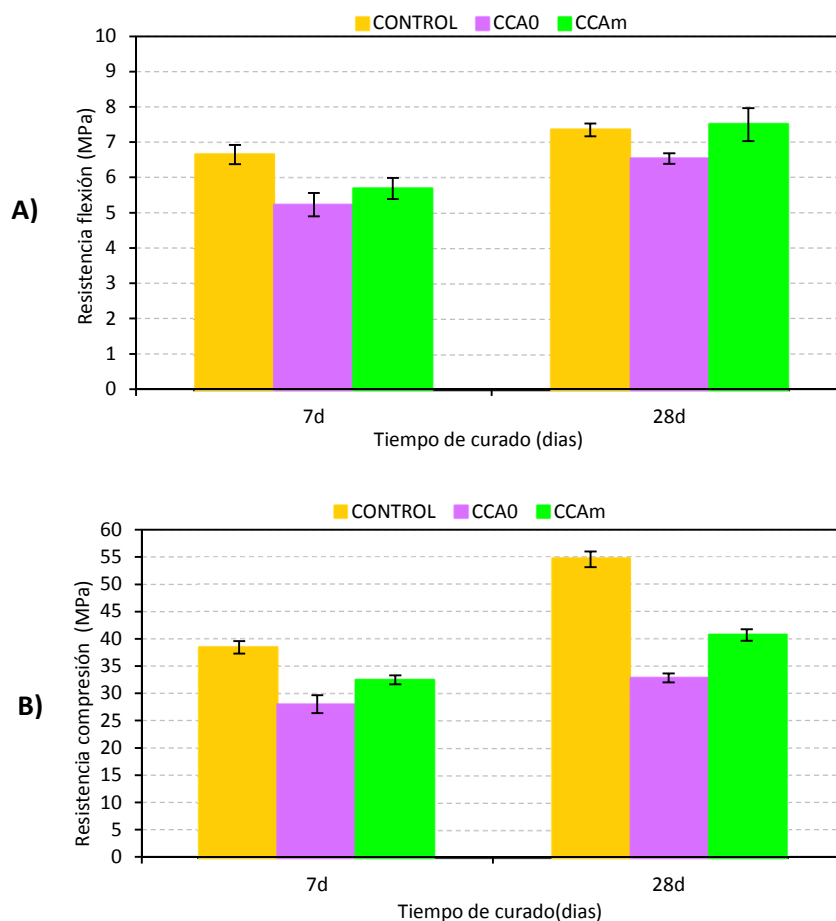 CONTROL CCA0 CCAm
10
9
8
7
6
5
4
3
2
1
0
Resistencia flexión (MPa)
A)
7d 28d
Tiempo de curado (dias)
CONTROL CCA0 CCAm
60
55
50
45
40
35
30
25
20
15
10
5
0
Resistencia compresión (MPa)
B)
7d 28d
Tiempo de curado(dias)